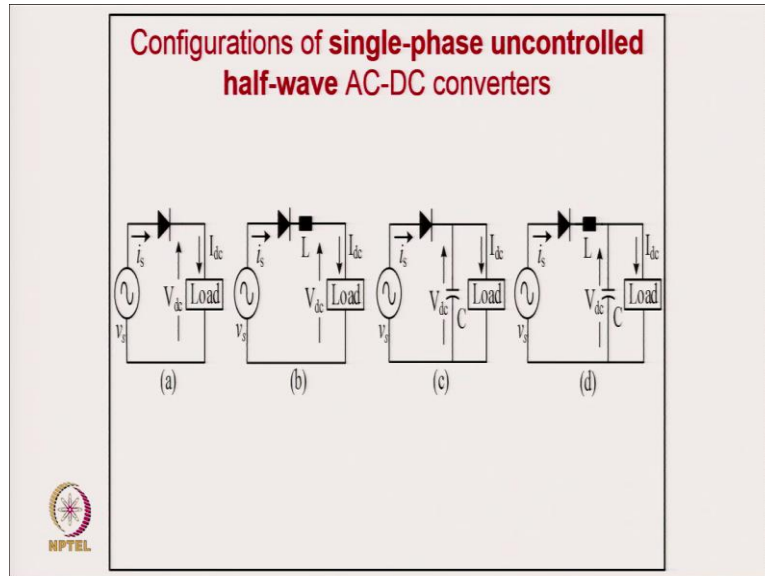 Configurations of single-phase uncontrolled
half-wave AC-DC converters
is Vdc Idc Load vs
(a)
is L Vdc Idc Load vs
(b)
is Vdc C Idc Load vs
(c)
is L Vdc C Idc Load vs
(d)
NPTEL